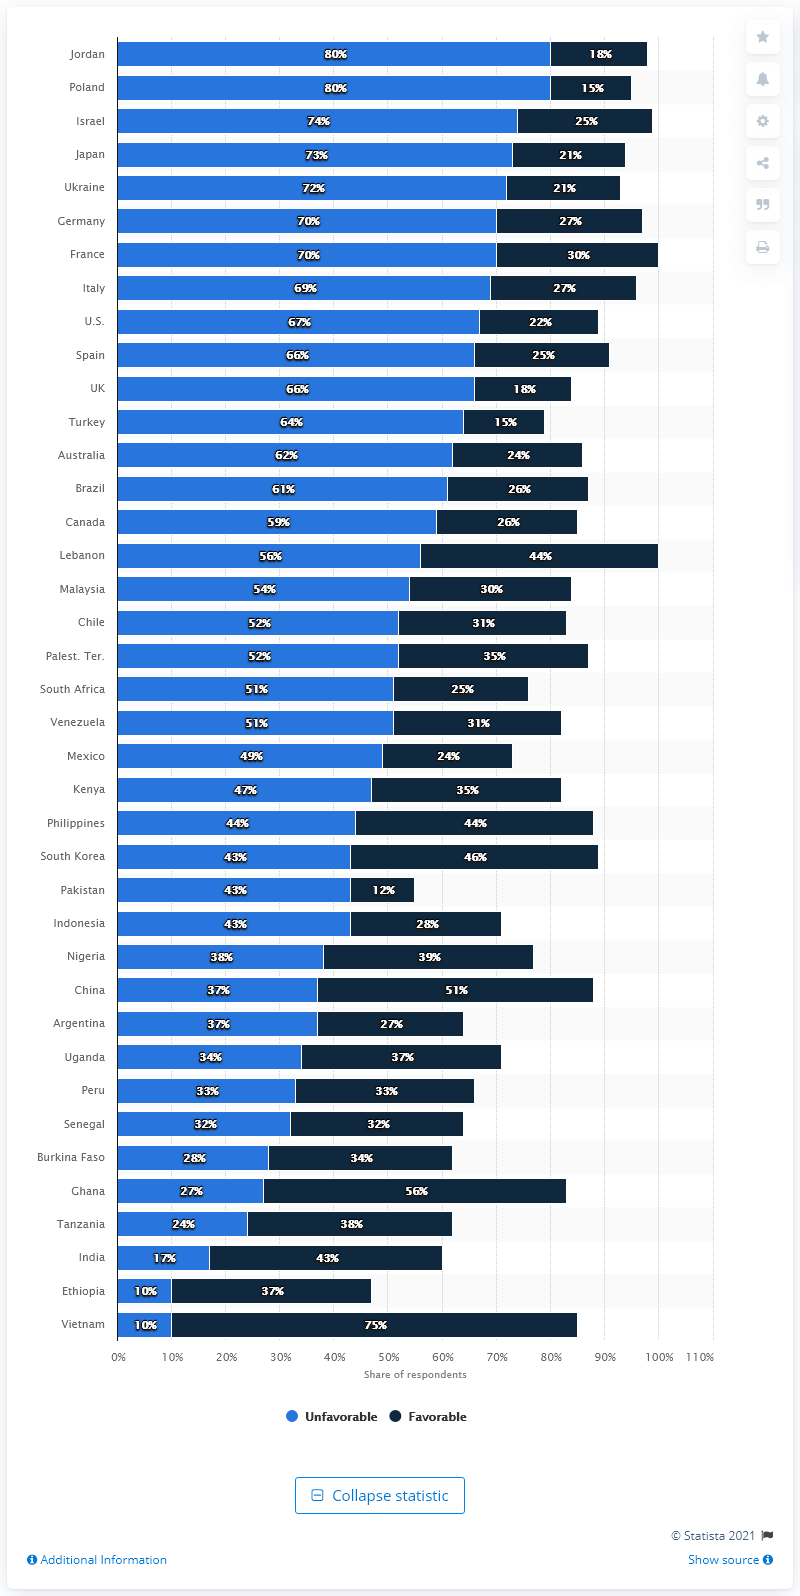 Jordan 80% 18%
Poland 80% 15%
Israel 74% 25%
Japan 73% 21%
Ukraine 72% 21%
Germany 70% 27%
France 70% 30%
Italy 69% 27%
U.S. 67% 22%
Spain 66% 25%
UK 66% 18%
Turkey 64% 15%
Australia 62% 24%
Brazil 61% 26%
Canada 59% 26%
Lebanon 56% 44%
Malaysia 54% 30%
Chile 52% 31%
Palest. Ter. 52% 35%
South Africa 51% 25%
Venezuela 51% 31%
Mexico 49% 24%
Kenya 47% 35%
Philippines 44% 44%
South Korea 43% 46%
Pakistan 43% 12%
Indonesia 43% 28%
Nigeria 38% 39%
China 37% 51%
Argentina 37% 27%
Uganda 34% 37%
Peru 33% 33%
Senegal 32% 32%
Burkina Faso 28% 34%
Ghana 27% 56%
Tanzania 24% 38%
India 17% 43%
Ethiopia 10% 37%
Vietnam 10% 75%
0% 10% 20% 30% 40% 50% 60% 70% 80% 90% 100% 110%
Share of respondents
Unfavorable Favorable
Collapse statistic
© Statista 2021
Additional Information Show source